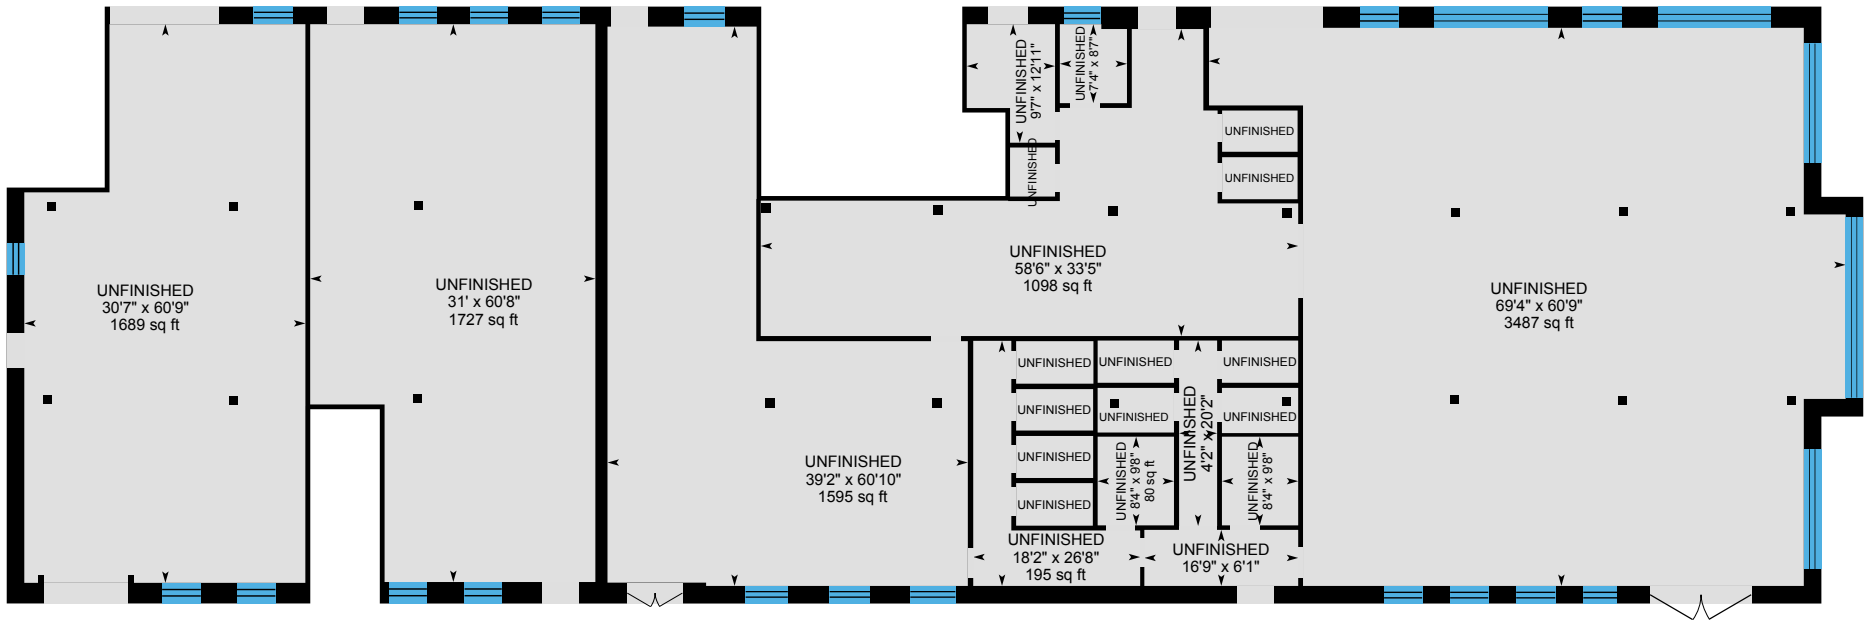 UNFINISHED
30'7" x 60'9"
1689 sq ft
UNFINISHED
31' x 60'8"
1727 sq ft
UNFINISHED
39'2" x 60'10"
1595 sq ft
UNFINISHED
9'7" x 12'11"
UNFINISHED
7'4" x 8'7"
UNFINISHED
UNFINISHED
UNFINISHED
UNFINISHED
58'6" x 33'5"
1098 sq ft
UNFINISHED
69'4" x 60'9"
3487 sq ft
UNFINISHED
UNFINISHED
UNFINISHED
UNFINISHED
UNFINISHED
UNFINISHED
UNFINISHED
UNFINISHED
UNFINISHED
8'4" x 9'8"
80 sq ft
UNFINISHED
4'2" x 20'2"
UNFINISHED
8'4" x 9'8"
UNFINISHED
18'2" x 26'8"
195 sq ft
UNFINISHED
16'9" x 6'1"